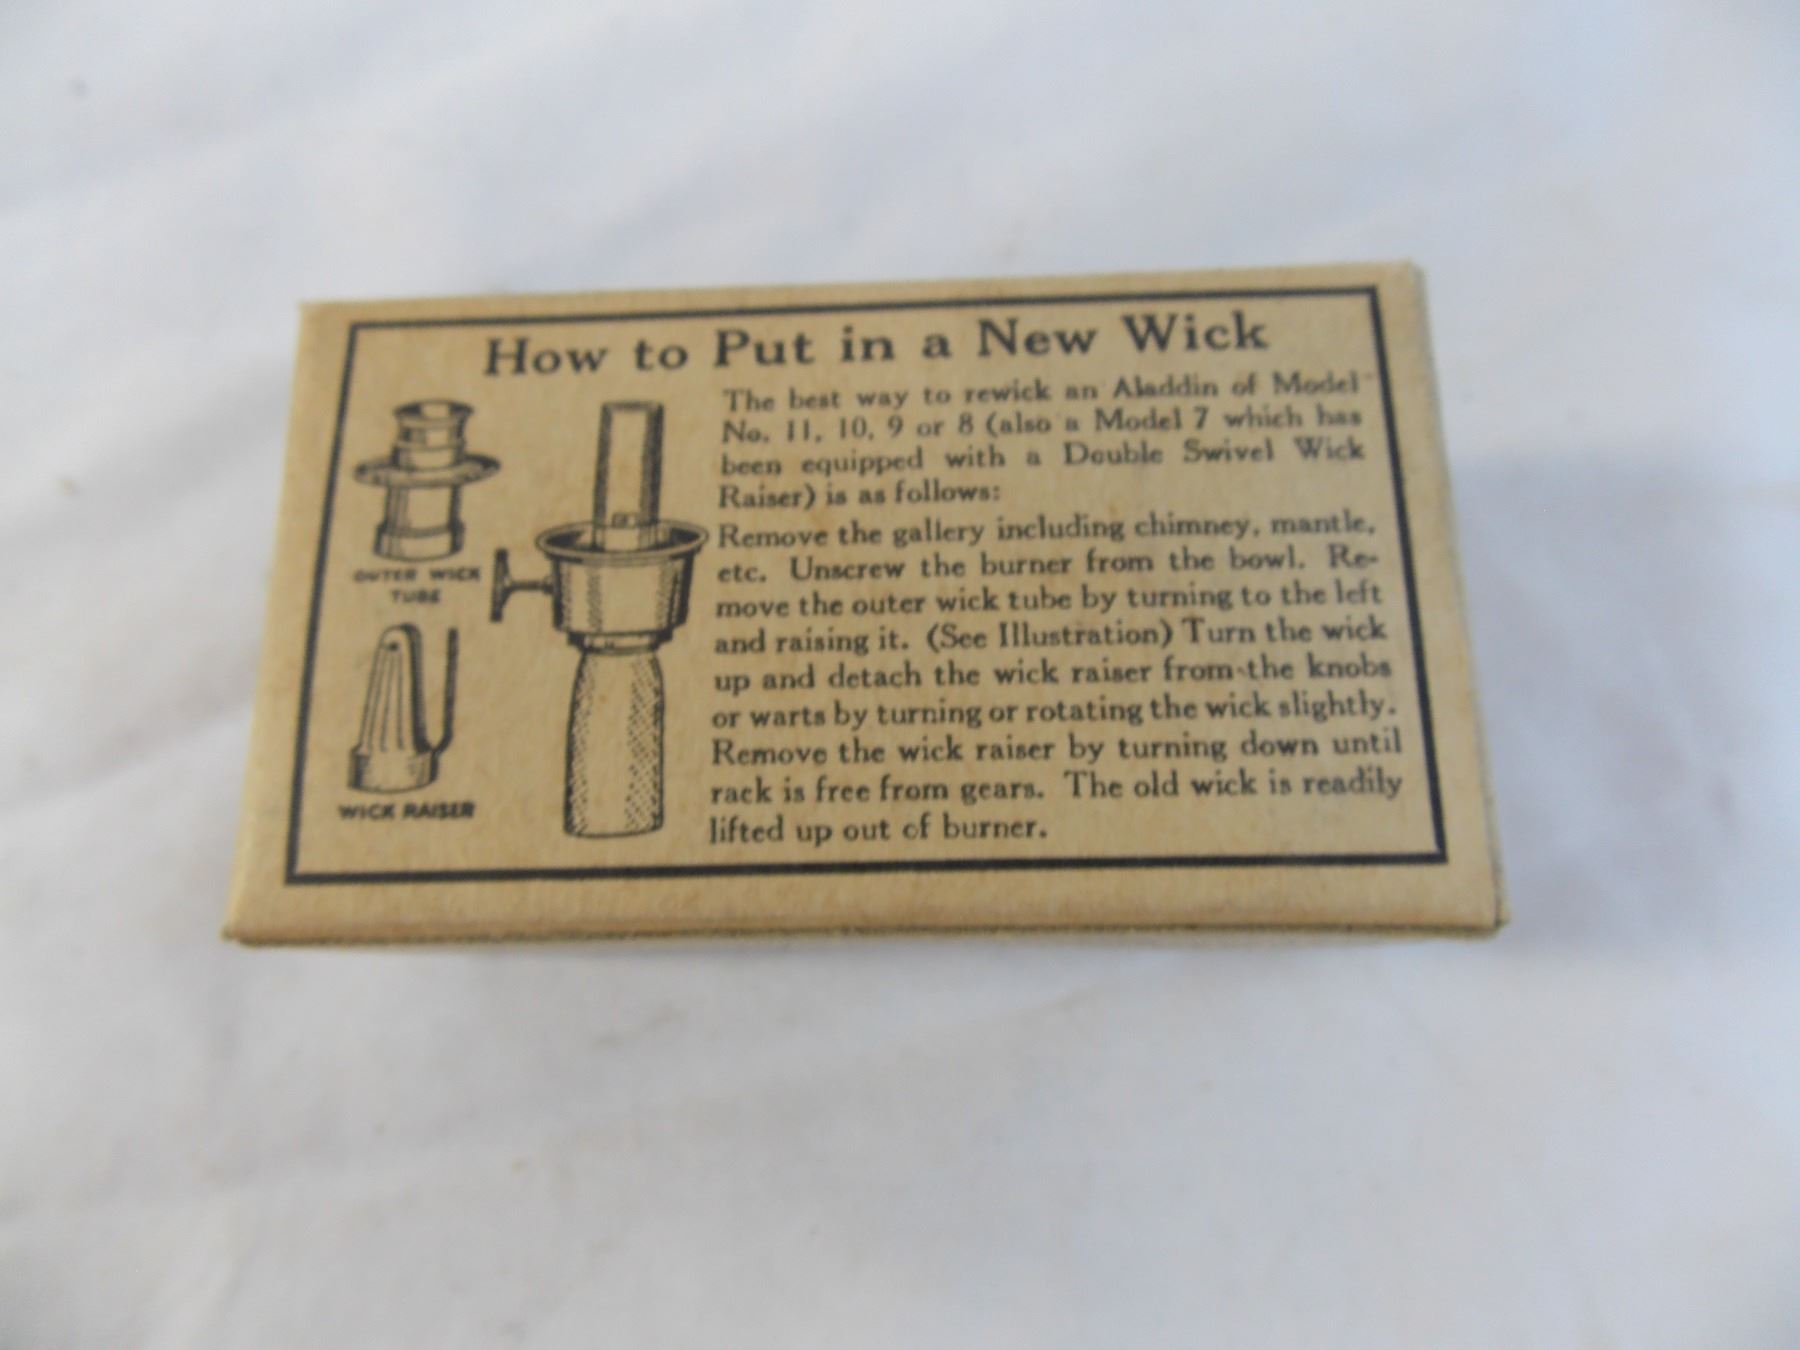 How to Put in a New Wick
The best way to rewick an Aladdin of Model
No. 11, 10, 9 or 8 (also a Model 7 which has
been equipped with a Double Swivel Wick
Raiser) is as follows:
Remove the gallery including chimney, mantle,
etc. Unscrew the burner from the bowl. Re-
move the outer wick tube by turning to the left
and raising it. (See Illustration) Turn the wick
up and detach the wick raiser from the knobs
or warts by turning or rotating the wick slightly.
Remove the wick raiser by turning down until
rack is free from gears. The old wick is readily
lifted up out of burner.
OUTER WICK
TUBE
WICK RAISER